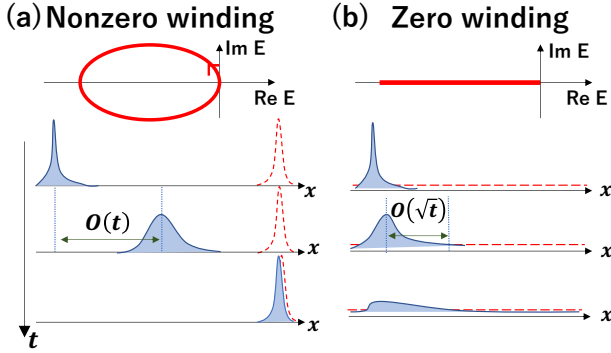 (a) Nonzero winding
Im E
Re E
x
O(t)
x
x
t
(b) Zero winding
Im E
Re E
x
O(√t)
x
x